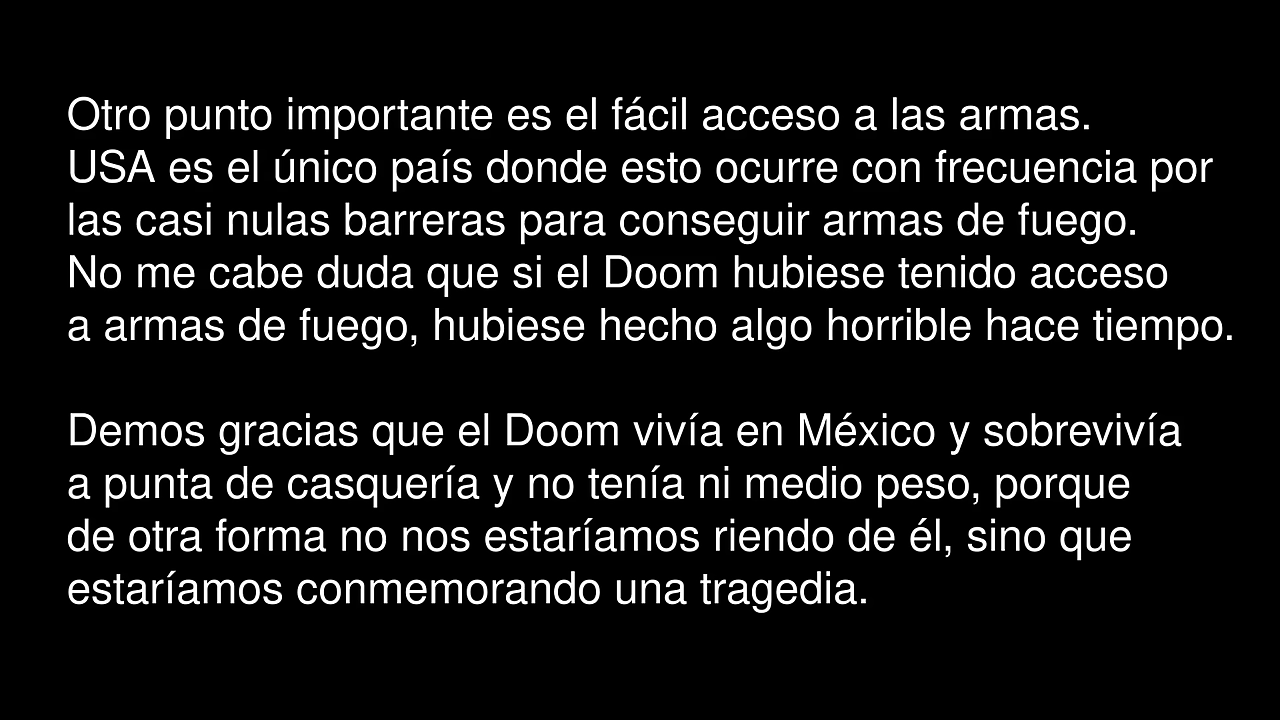 Otro punto importante es el fácil acceso a las armas.
USA es el único país donde esto ocurre con frecuencia por
las casi nulas barreras para conseguir armas de fuego.
No me cabe duda que si el Doom hubiese tenido acceso
a armas de fuego, hubiese hecho algo horrible hace tiempo.
Demos gracias que el Doom vivía en México y sobrevivía
a punta de casquería y no tenía ni medio peso, porque
de otra forma no nos estaríamos riendo de él, sino que
estaríamos conmemorando una tragedia.